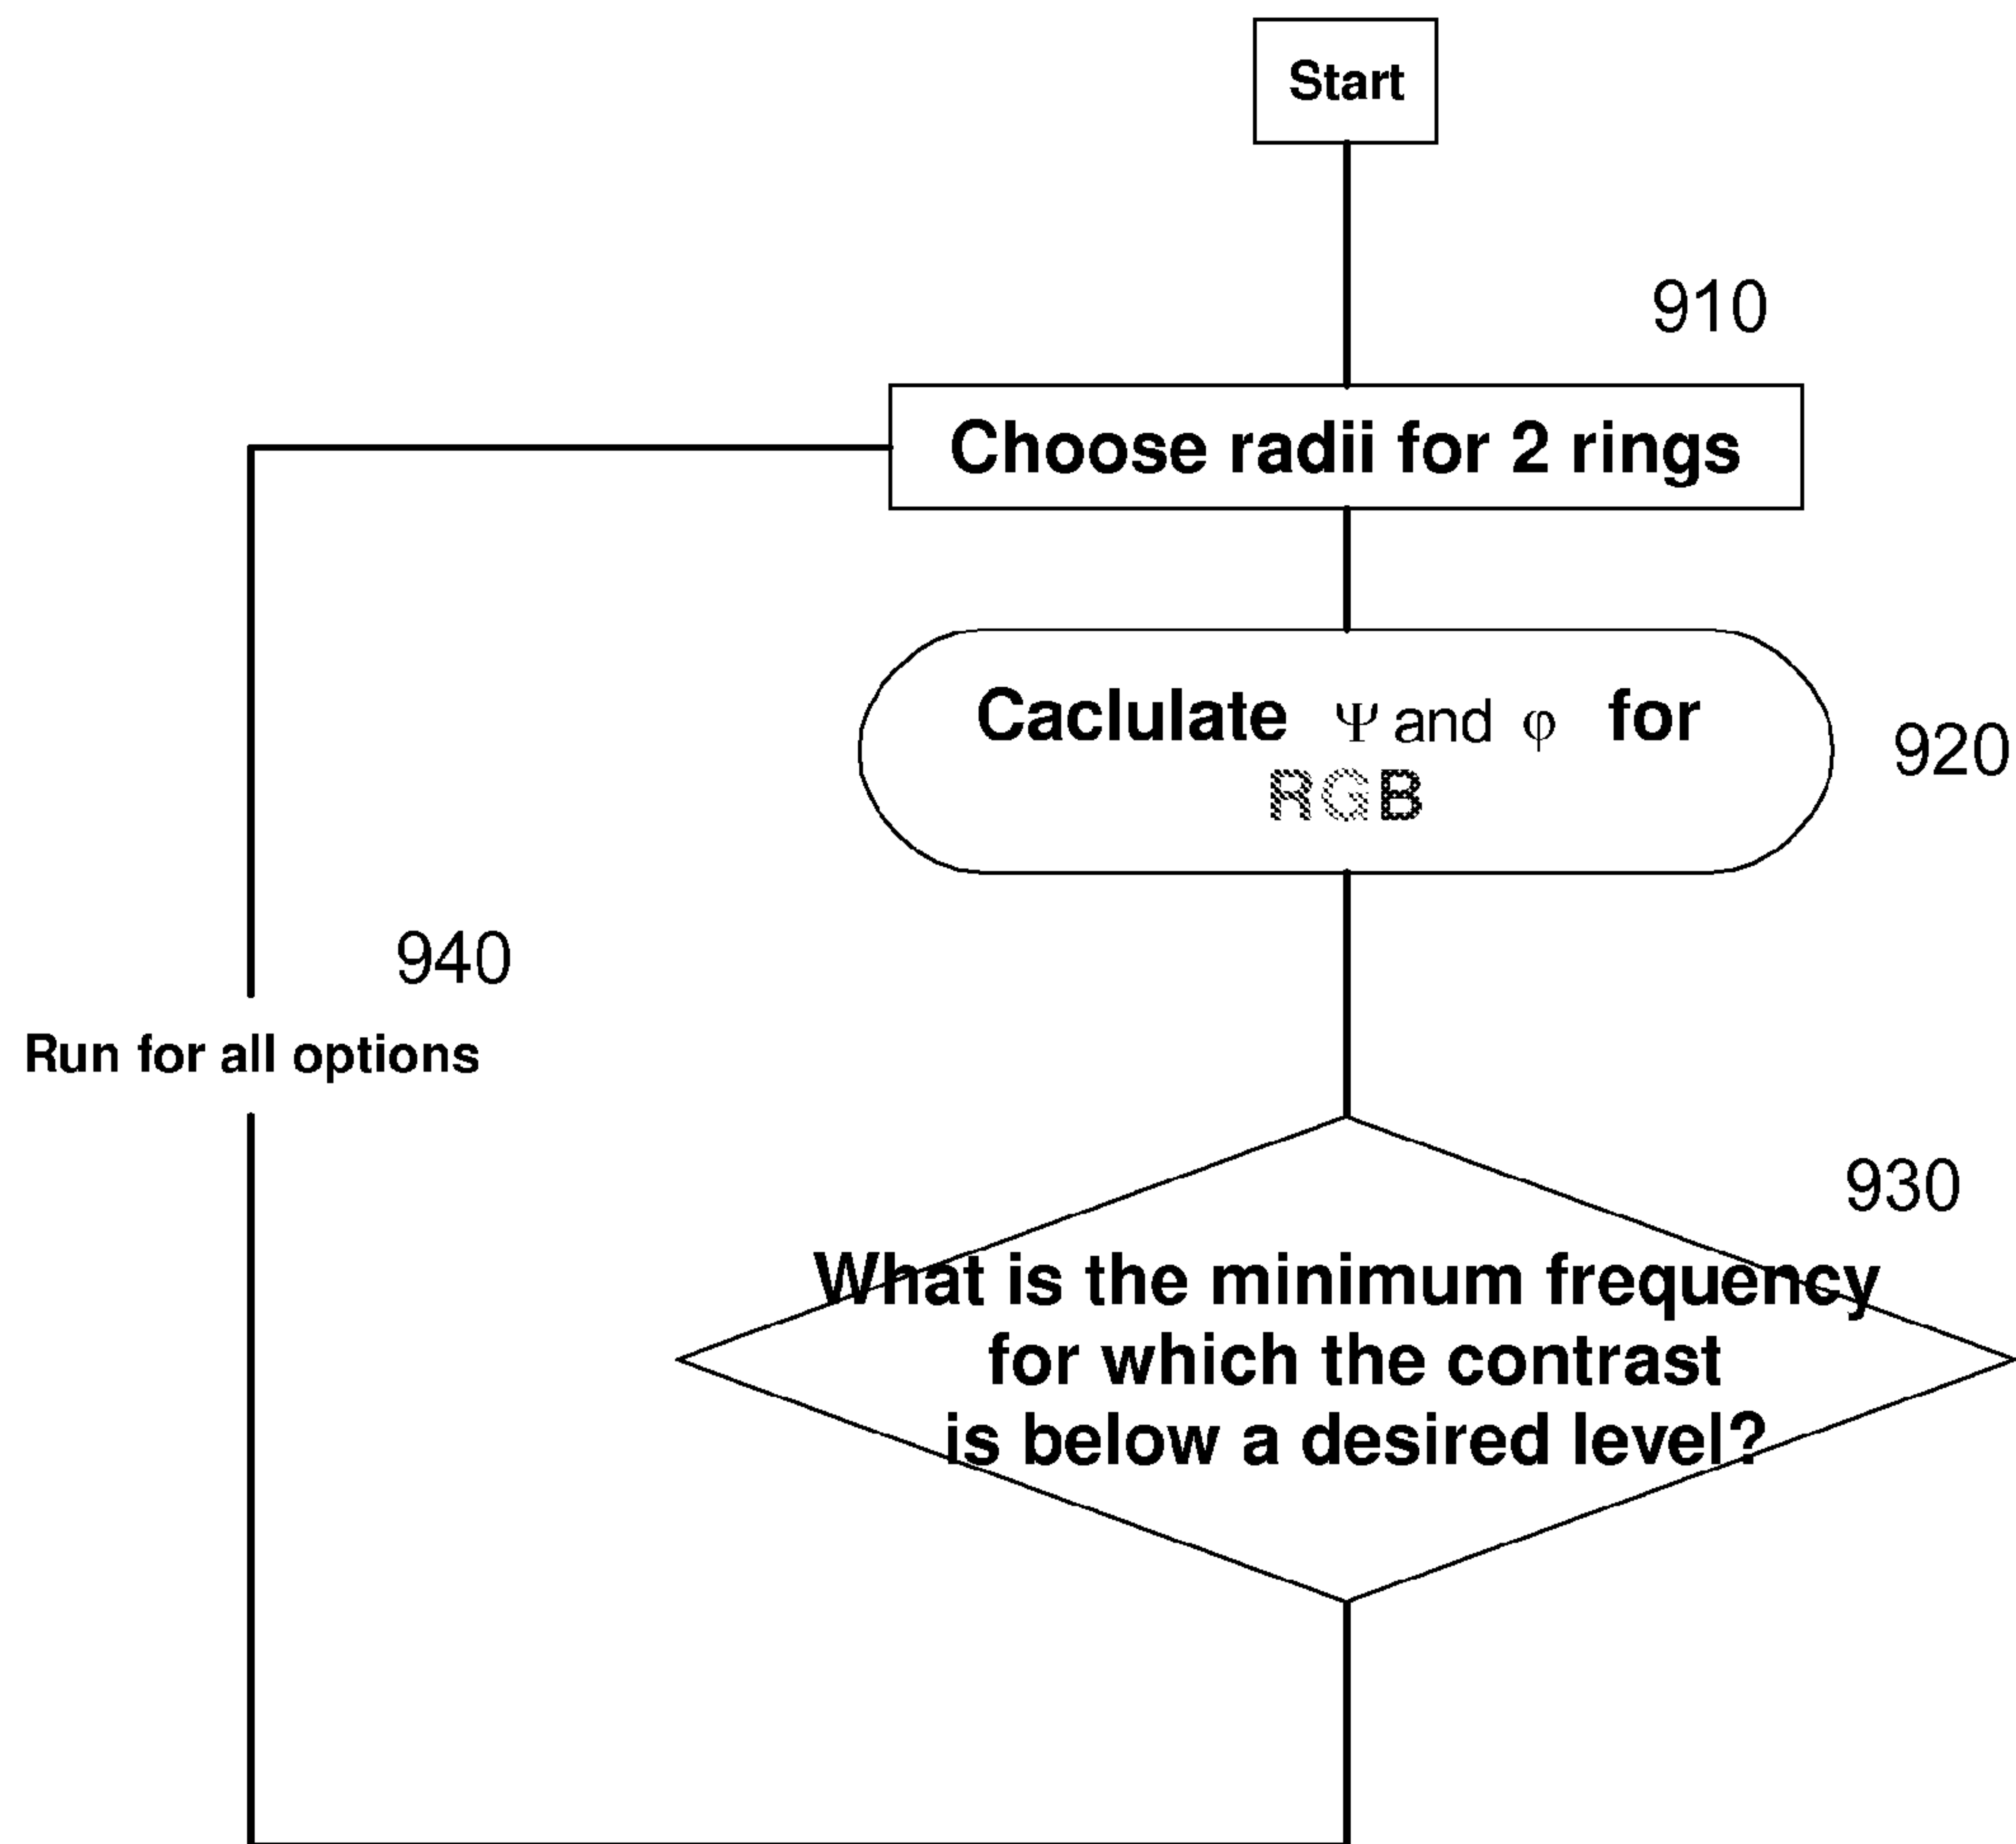 Start
910
Choose radii for 2 rings
Caclulate Ψ and φ for
RGB
920
940
Run for all options
930
What is the minimum frequency
for which the contrast
is below a desired level?